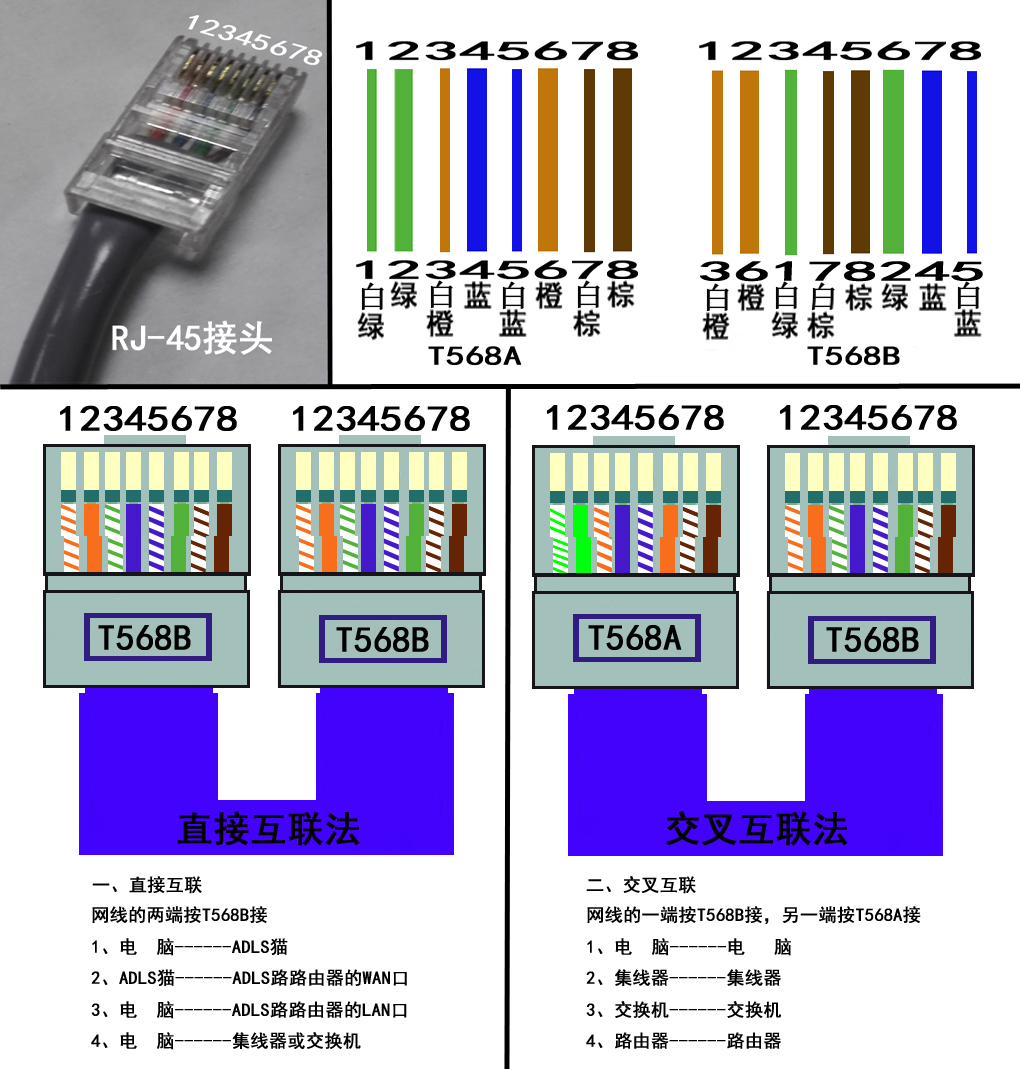 12345678
RJ-45接头
12345678
12345678
白绿 绿 白橙 蓝 白蓝 橙 白棕 棕
T568A
12345678
36178245
白橙 橙 白绿 白棕 棕 绿 蓝 白蓝
T568B
12345678
12345678
T568B
T568B
直接互联法
12345678
12345678
T568A
T568B
交叉互联法
一、直接互联
网线的两端按T568B接
1、电 脑------ADLS猫
2、ADLS猫------ADLS路路由器的WAN口
3、电 脑------ADLS路路由器的LAN口
4、电 脑------集线器或交换机
二、交叉互联
网线的一端按T568B接，另一端按T568A接
1、电 脑------电 脑
2、集线器------集线器
3、交换机------交换机
4、路由器------路由器